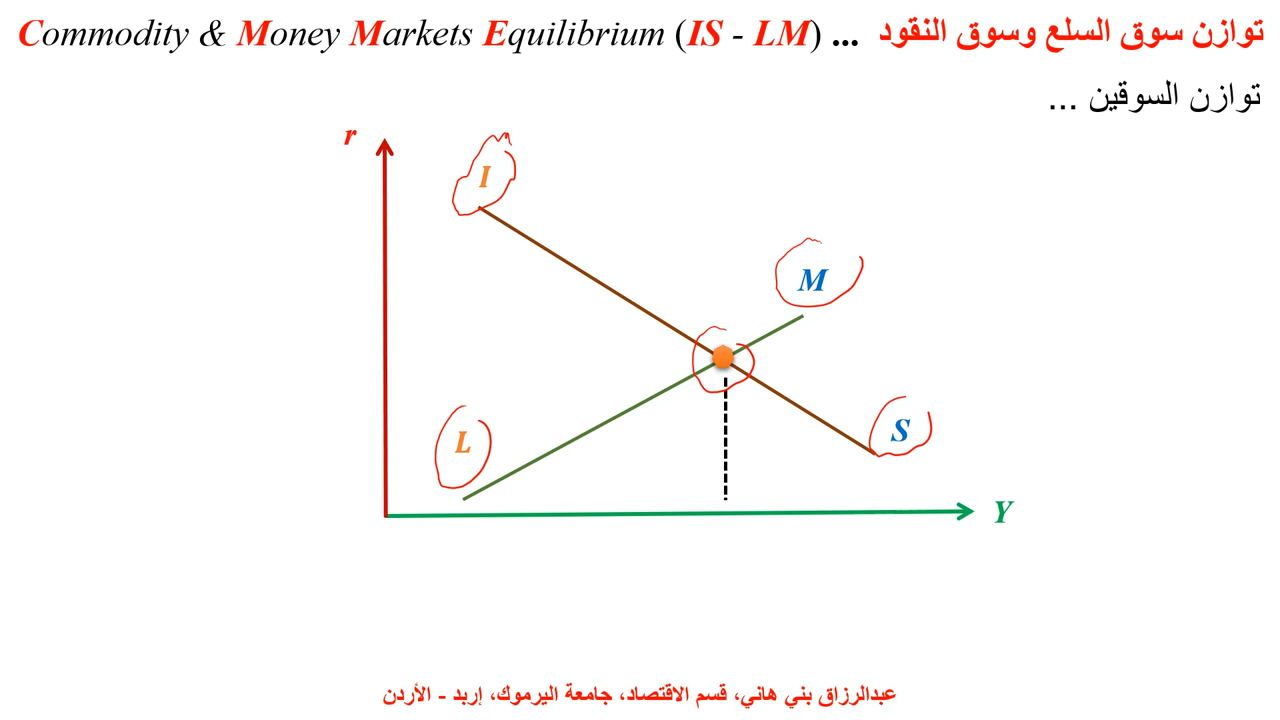 Commodity & Money Markets Equilibrium (IS - LM) ... توازن سوق السلع وسوق النقود
توازن السوقين ...
r
I
M
L
S
Y
عبدالرزاق بني هاني، قسم الاقتصاد، جامعة اليرموك، إربد - الأردن